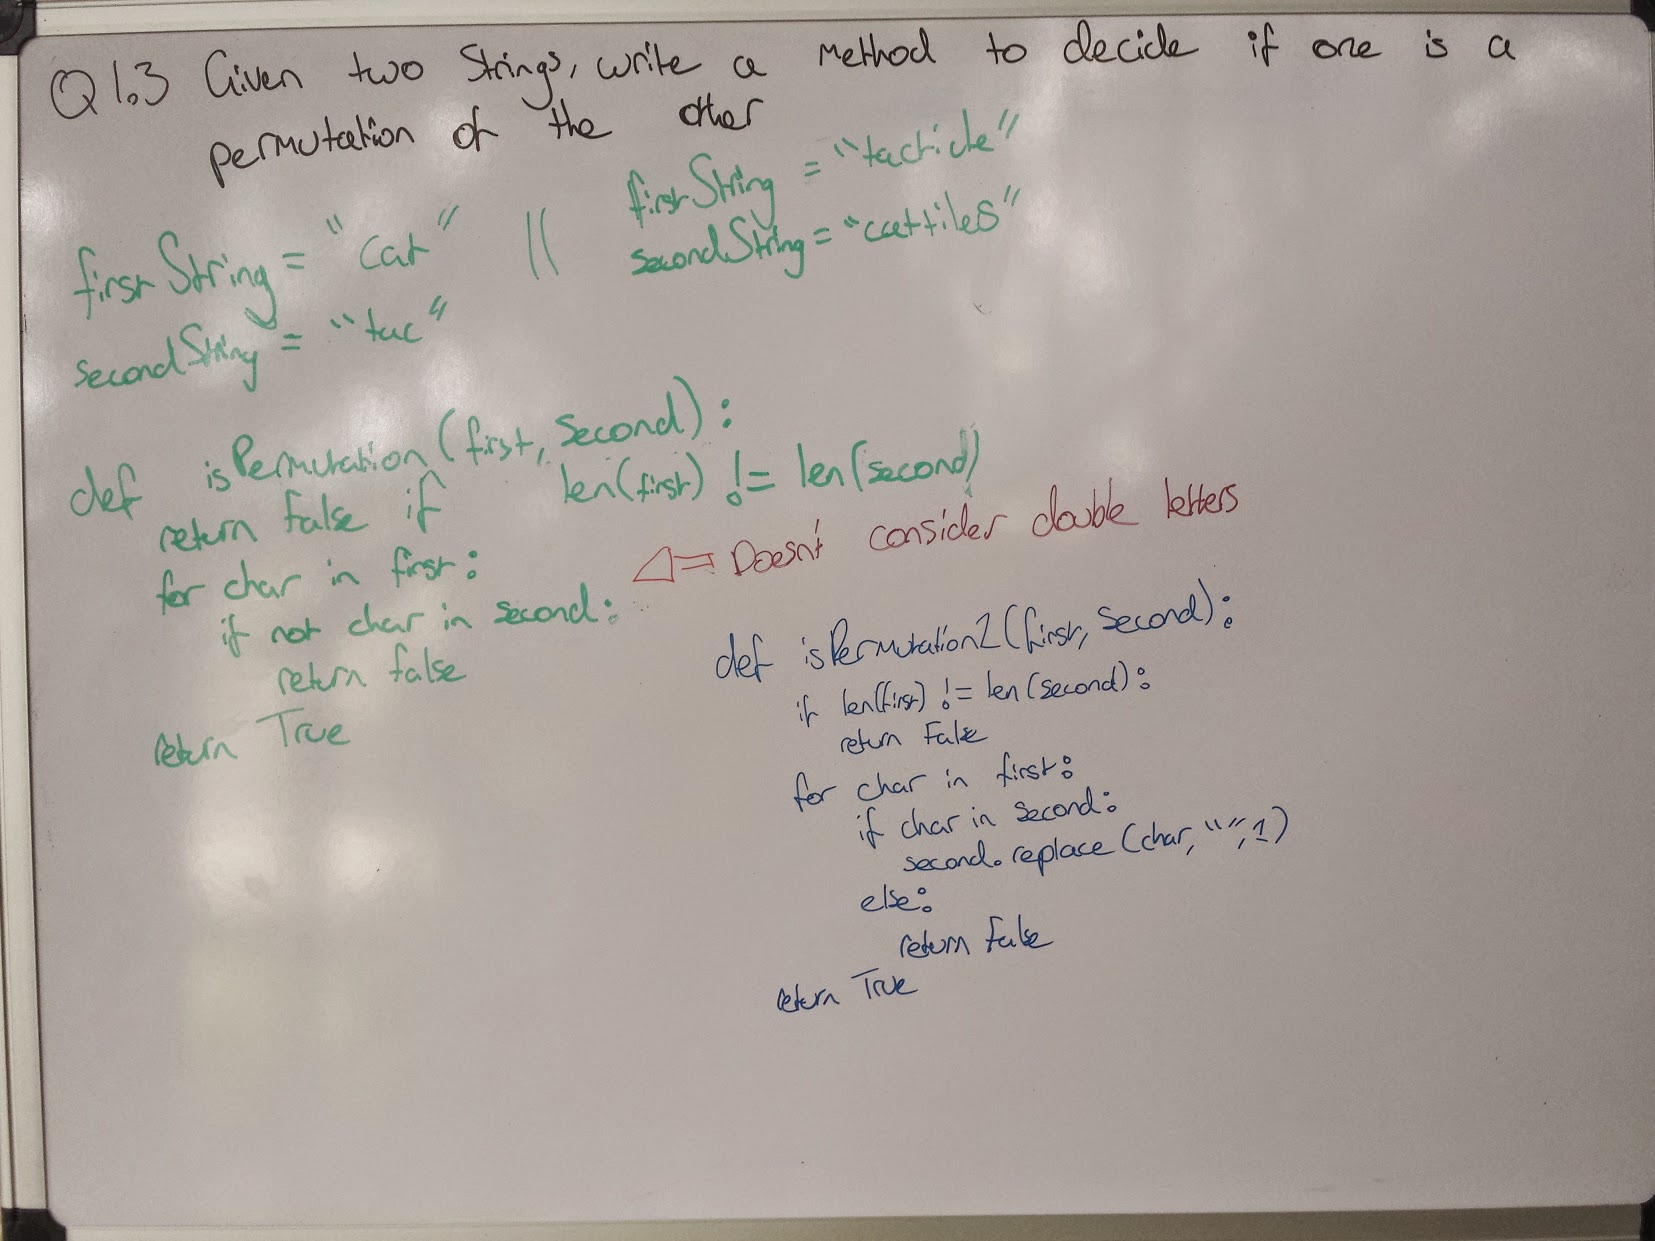 Q1.3 Given two Strings, write a method to decide if one is a
permutation of the other
firstString = "cat" || firstString = "tacticle"
secondString = "tac" secondString = "cattiles"
def isPermutation(first, second):
return False if len(first) != len(second)
for char in first:
if not char in second:
return false
return True
Doesn't consider double letters
def isPermutation2(first, second):
if len(first) != len(second):
return False
for char in first:
if char in second:
second.replace(char, "", 1)
else:
return False
return True